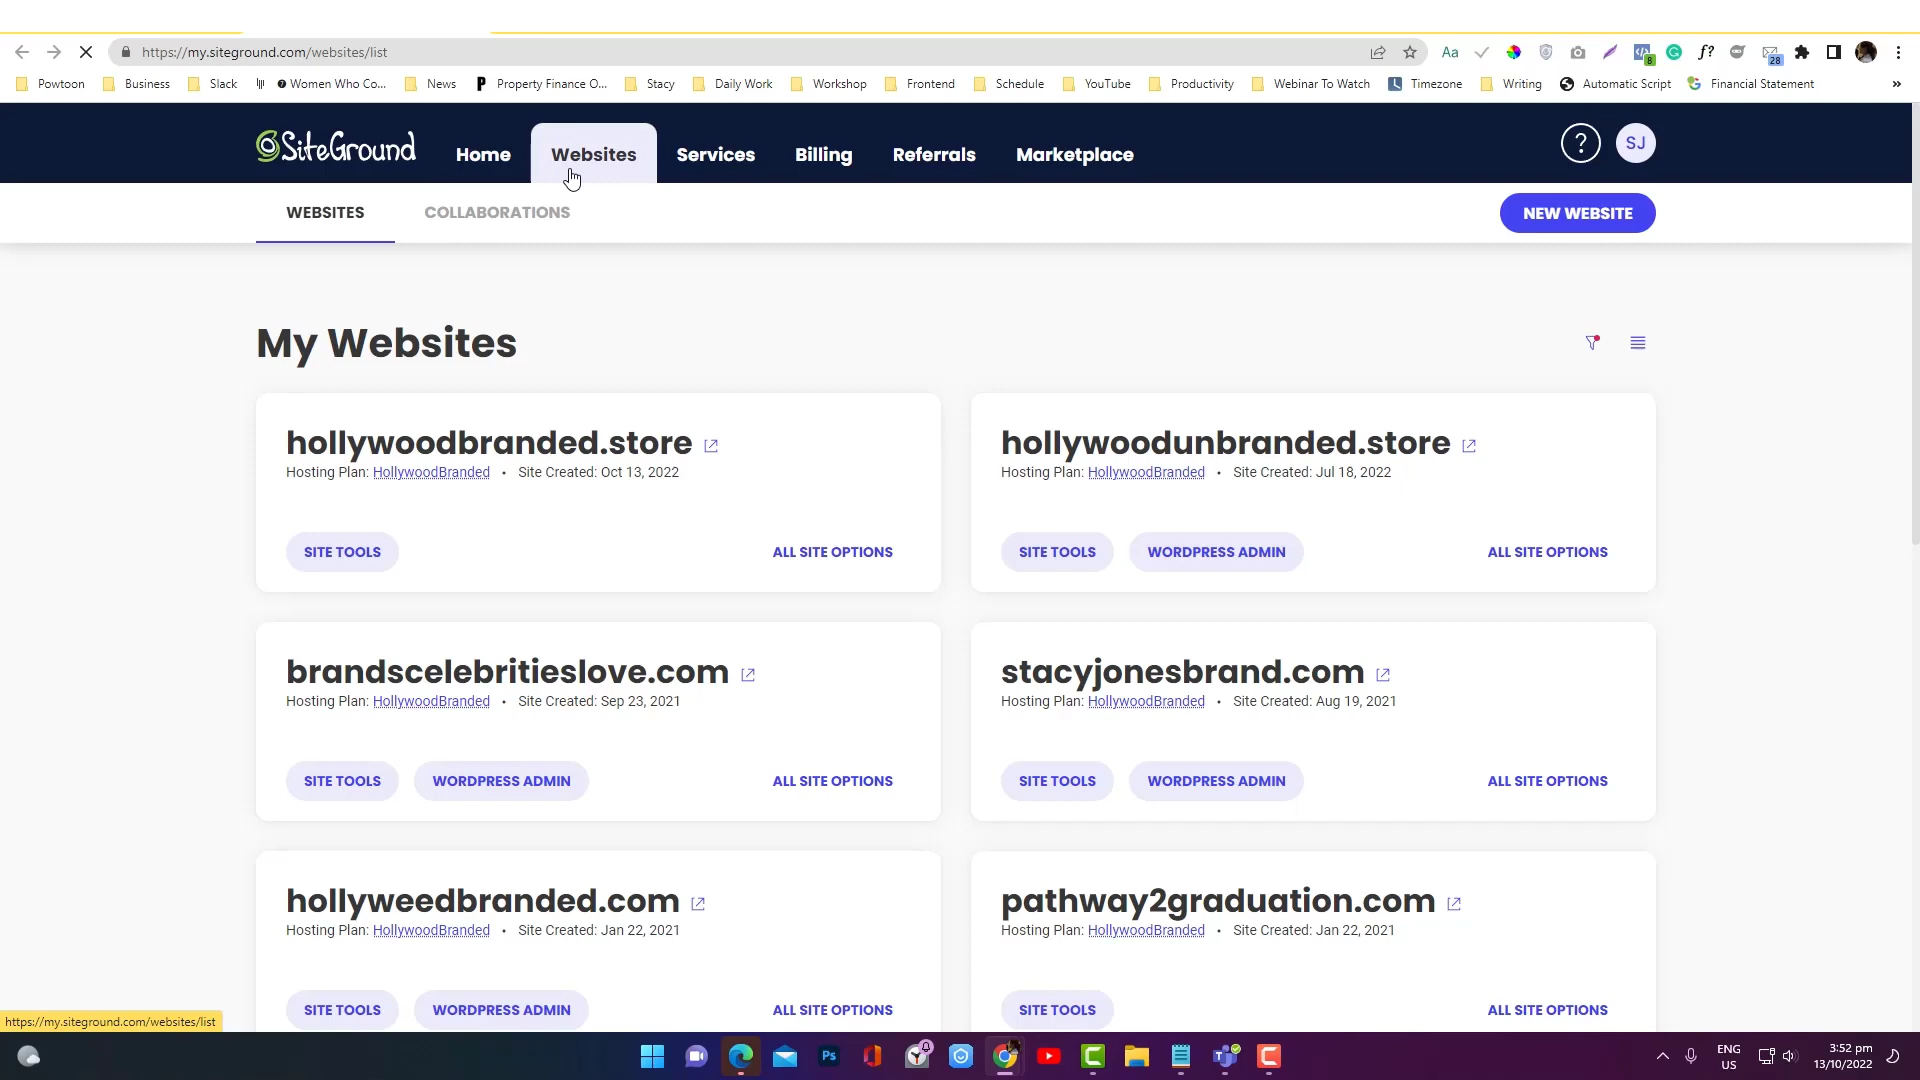 https://my.siteground.com/websites/list
Aa
8
f?
28
Powtoon
Business
Slack
Women Who Co...
News
Property Finance O...
Stacy
Daily Work
Workshop
Frontend
Schedule
YouTube
Productivity
Webinar To Watch
Timezone
Writing
Automatic Script
Financial Statement
»
SiteGround
Home
Websites
Services
Billing
Referrals
Marketplace
?
SJ
WEBSITES
COLLABORATIONS
NEW WEBSITE
My Websites
hollywoodbranded.store
Hosting Plan: HollywoodBranded • Site Created: Oct 13, 2022
SITE TOOLS
ALL SITE OPTIONS
hollywoodunbranded.store
Hosting Plan: HollywoodBranded • Site Created: Jul 18, 2022
SITE TOOLS
WORDPRESS ADMIN
ALL SITE OPTIONS
brandscelebritieslove.com
Hosting Plan: HollywoodBranded • Site Created: Sep 23, 2021
SITE TOOLS
WORDPRESS ADMIN
ALL SITE OPTIONS
stacyjonesbrand.com
Hosting Plan: HollywoodBranded • Site Created: Aug 19, 2021
SITE TOOLS
WORDPRESS ADMIN
ALL SITE OPTIONS
hollyweedbranded.com
Hosting Plan: HollywoodBranded • Site Created: Jan 22, 2021
SITE TOOLS
WORDPRESS ADMIN
ALL SITE OPTIONS
pathway2graduation.com
Hosting Plan: HollywoodBranded • Site Created: Jan 22, 2021
SITE TOOLS
ALL SITE OPTIONS
https://my.siteground.com/websites/list
Ps
ENG
US
3:52 pm
13/10/2022